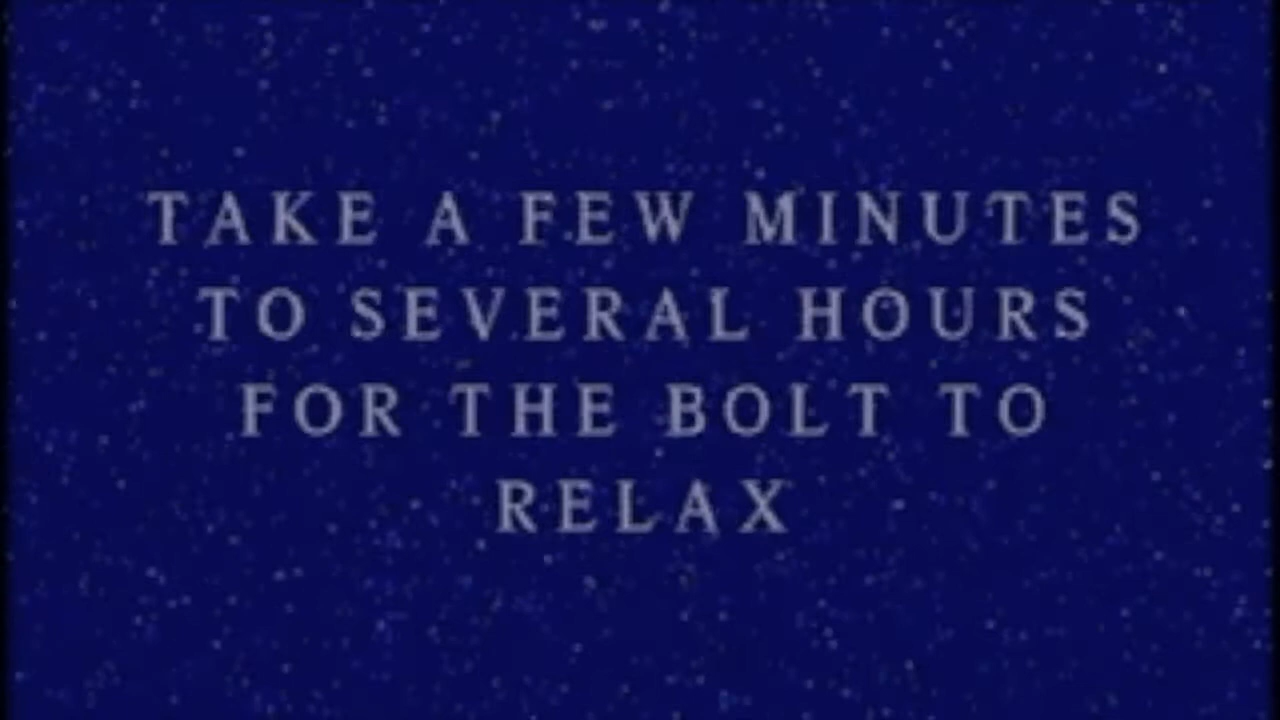 TAKE A FEW MINUTES
TO SEVERAL HOURS
FOR THE BOLT TO
RELAX